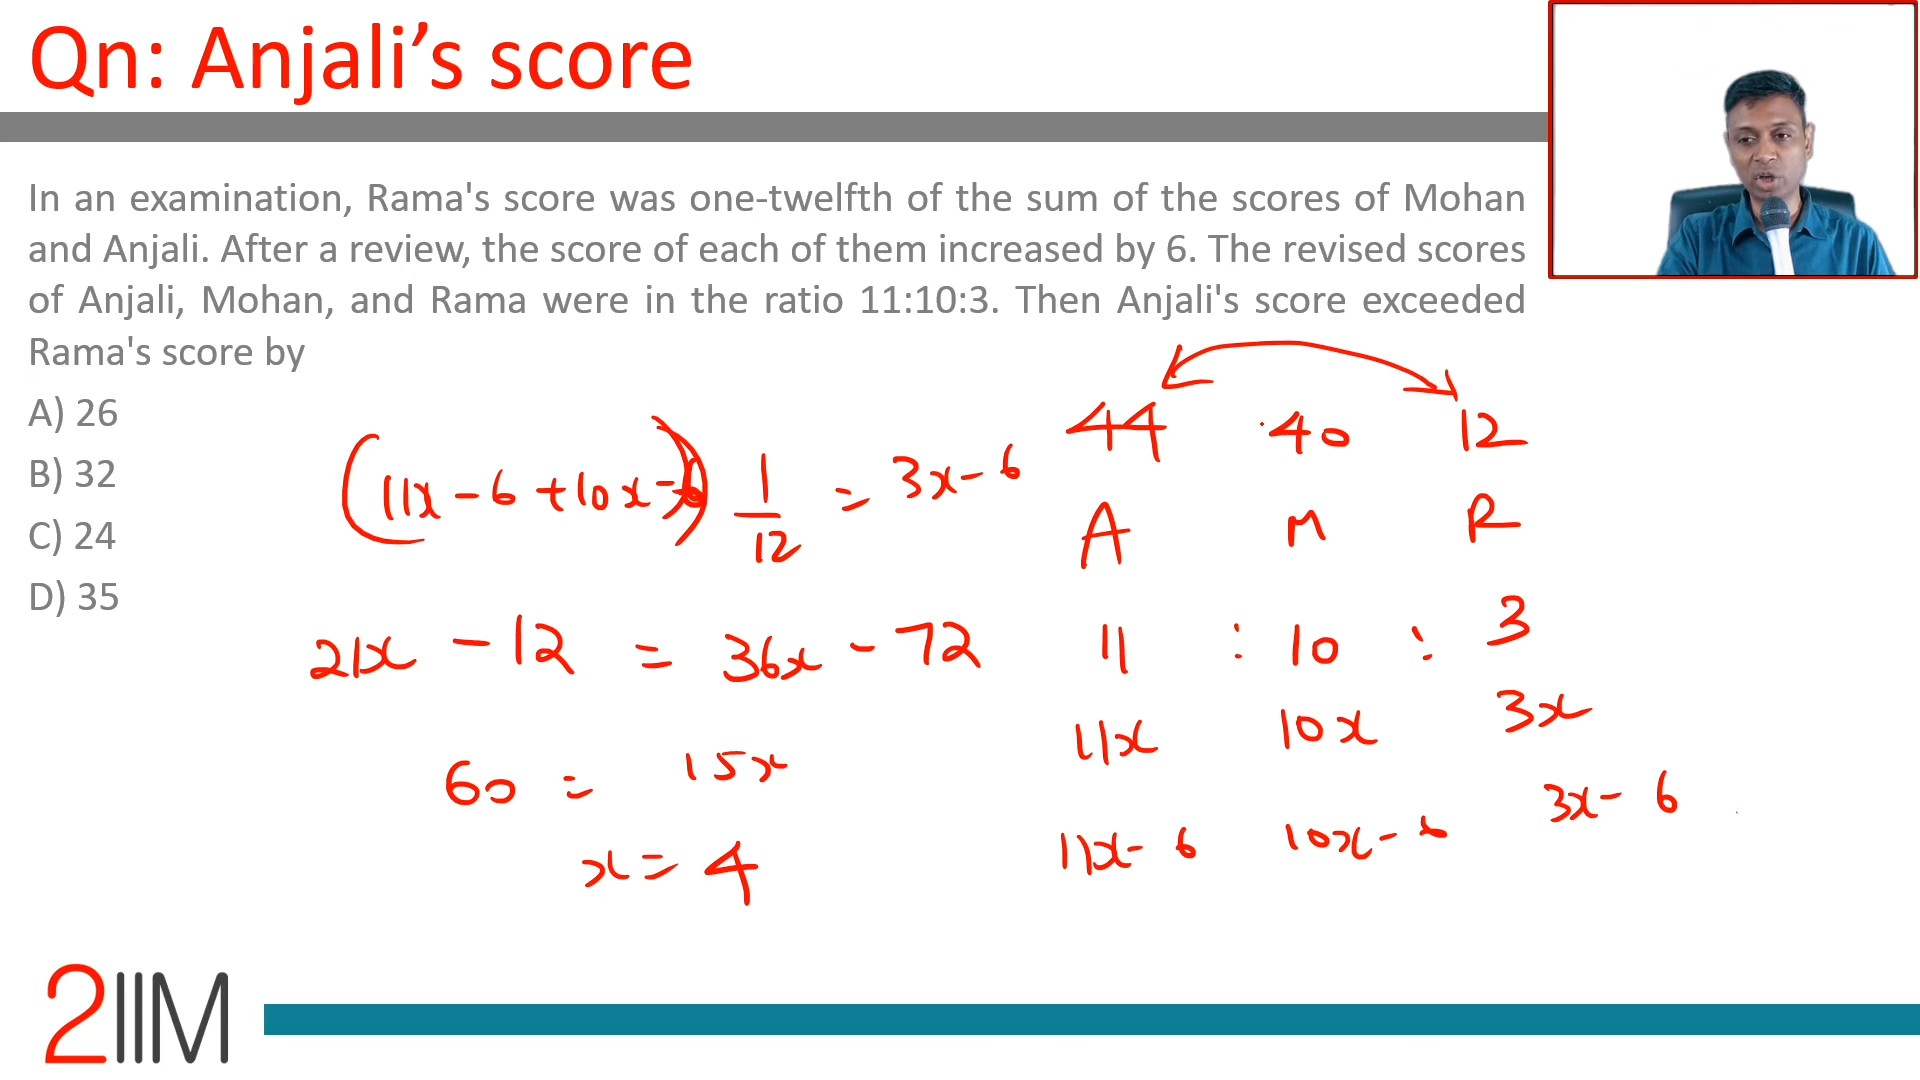 Qn: Anjali’s score
In an examination, Rama's score was one-twelfth of the sum of the scores of Mohan
and Anjali. After a review, the score of each of them increased by 6. The revised scores
of Anjali, Mohan, and Rama were in the ratio 11:10:3. Then Anjali's score exceeded
Rama's score by
A) 26
B) 32
C) 24
D) 35
44 40 12
(11x - 6 + 10x - 6) 1/12 = 3x - 6
A M R
21x - 12 = 36x - 72
11 : 10 : 3
11x 10x 3x
60 = 15x
11x - 6 10x - 6 3x - 6
x = 4
2IIM